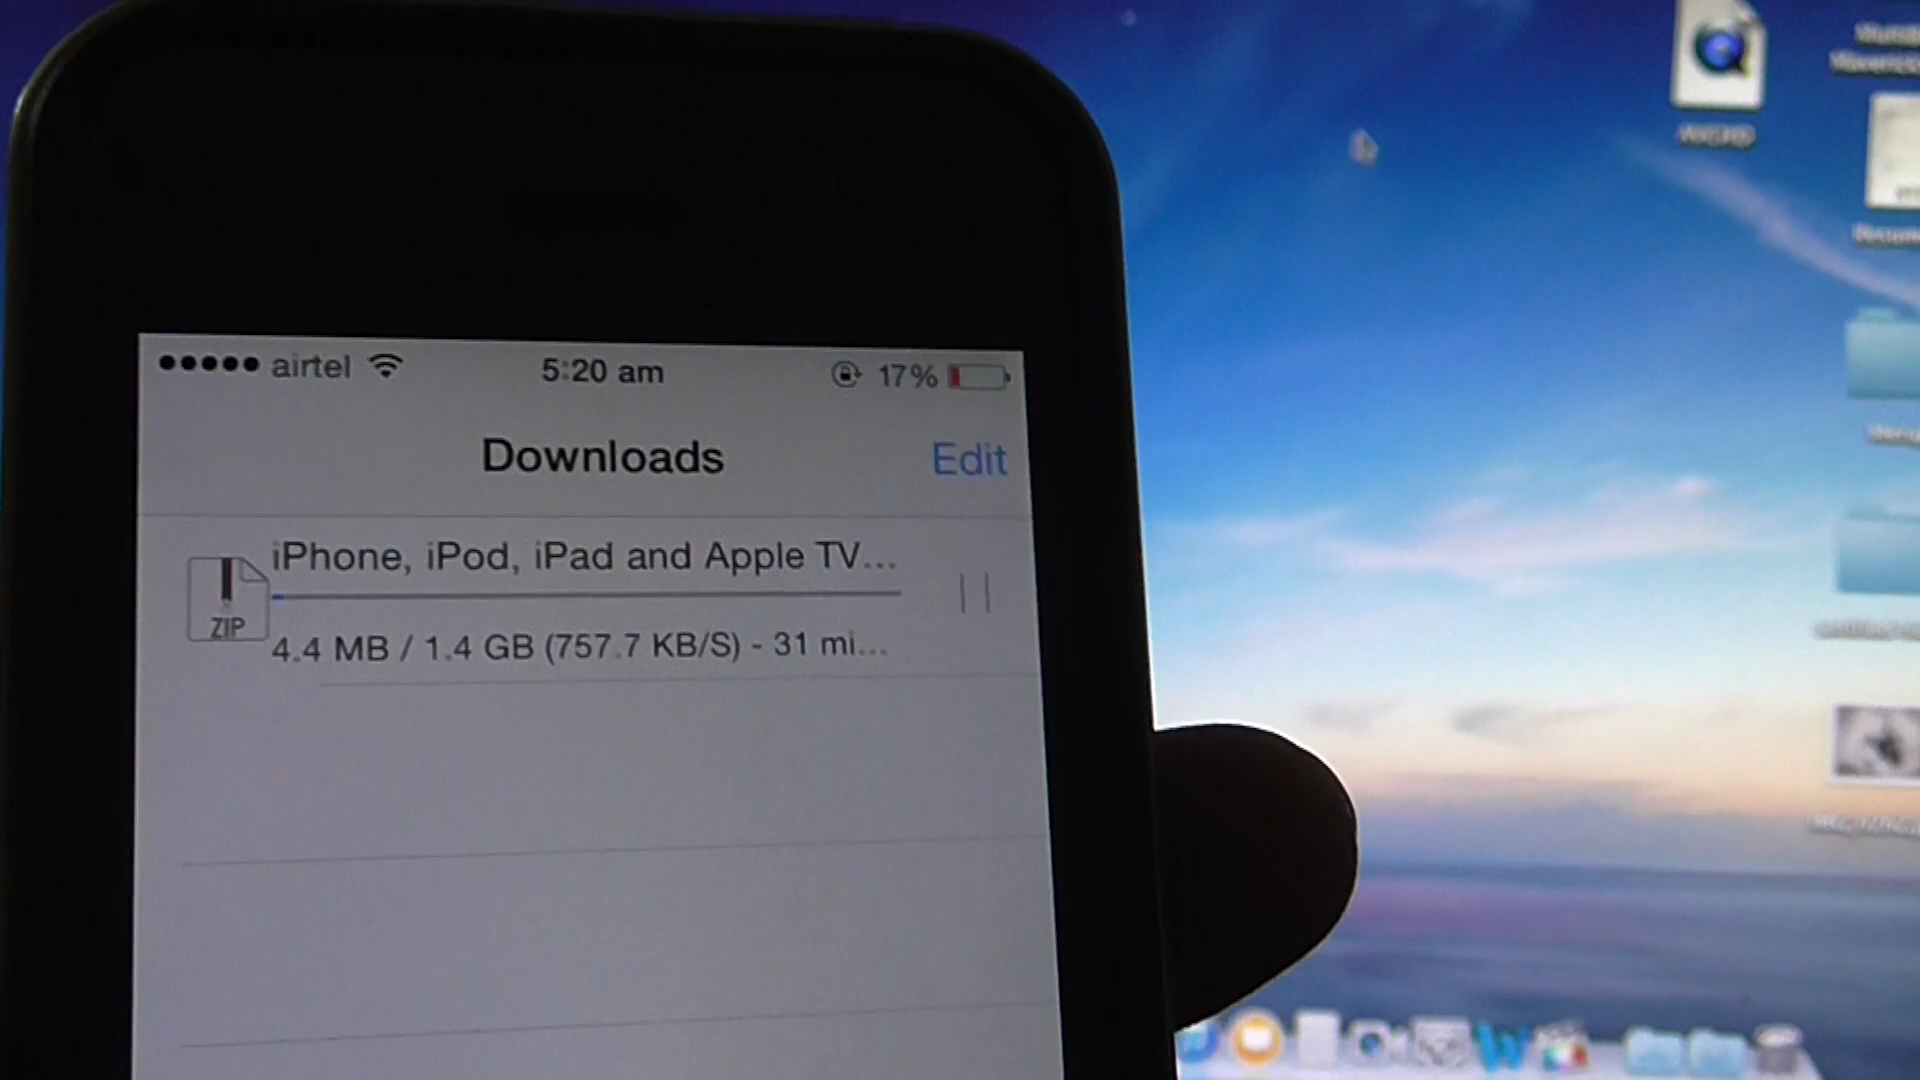 airtel 5:20 am 17%
Downloads Edit
iPhone, iPod, iPad and Apple TV...
ZIP
4.4 MB / 1.4 GB (757.7 KB/S) - 31 mi...